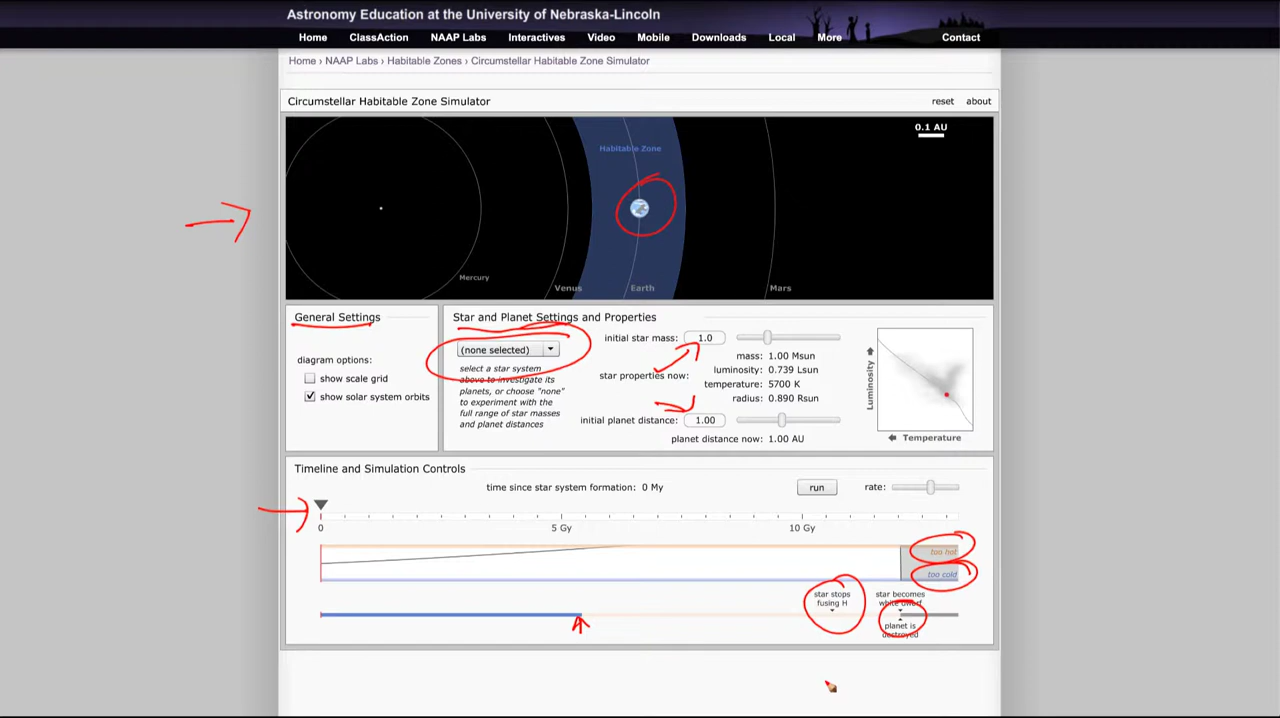 Astronomy Education at the University of Nebraska-Lincoln
Home ClassAction NAAP Labs Interactives Video Mobile Downloads Local More Contact
Home › NAAP Labs › Habitable Zones › Circumstellar Habitable Zone Simulator
Circumstellar Habitable Zone Simulator reset about
0.1 AU
Habitable Zone
Mercury
Venus Earth Mars
General Settings
diagram options:
show scale grid
show solar system orbits
Star and Planet Settings and Properties
(none selected)
select a star system
above to investigate its
planets, or choose "none"
to experiment with the
full range of star masses
and planet distances
initial star mass: 1.0
star properties now:
mass: 1.00 Msun
luminosity: 0.739 Lsun
temperature: 5700 K
radius: 0.890 Rsun
initial planet distance: 1.00
planet distance now: 1.00 AU
Luminosity
Temperature
Timeline and Simulation Controls
time since star system formation: 0 My run rate:
0 5 Gy 10 Gy
too hot
too cold
star stops
fusing H
star becomes
white dwarf
planet is
destroyed